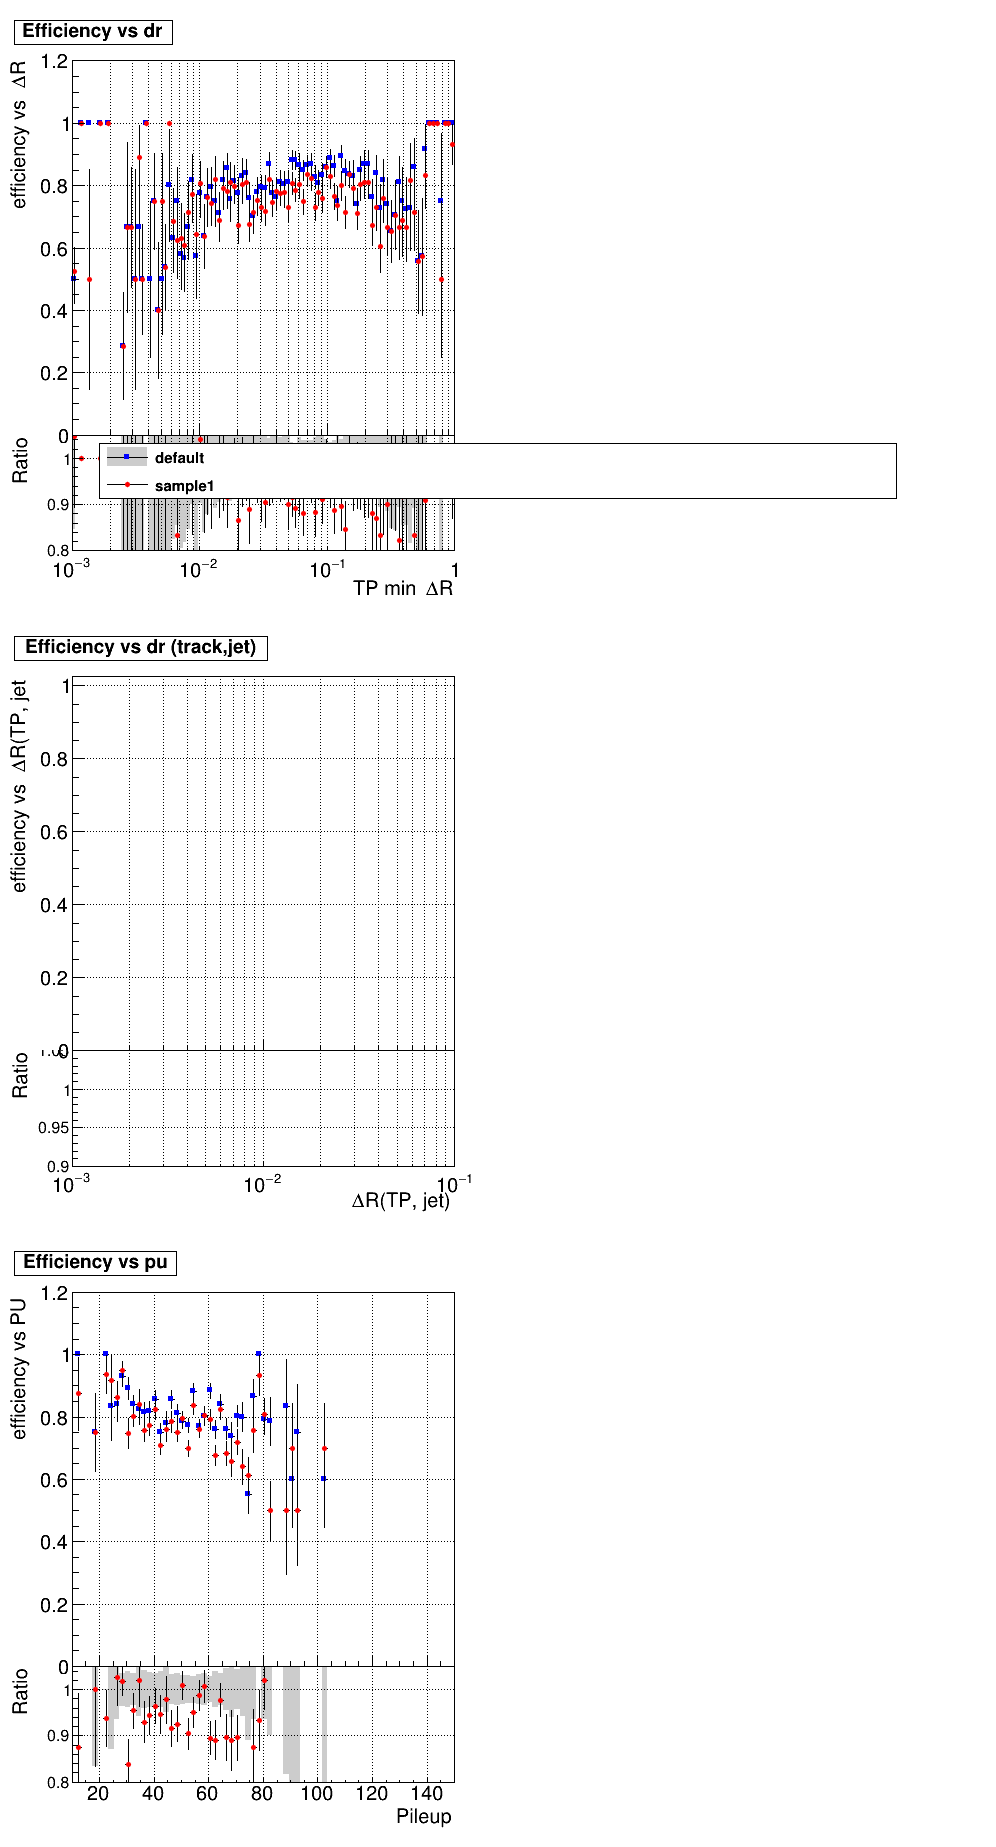 Efficiency vs dr
efficiency vs ΔR
1.2
1
0.8
0.6
0.4
0.2
0
Ratio
1
0.9
0.8
default
sample1
10−3
10−2
10−1
1
TP min ΔR
Efficiency vs dr (track,jet)
efficiency vs ΔR(TP, jet
1
0.8
0.6
0.4
0.2
0
Ratio
1
0.95
0.9
10−3
10−2
10−1
ΔR(TP, jet)
Efficiency vs pu
efficiency vs PU
1.2
1
0.8
0.6
0.4
0.2
0
Ratio
1
0.9
0.8
20 40 60 80 100 120 140
Pileup